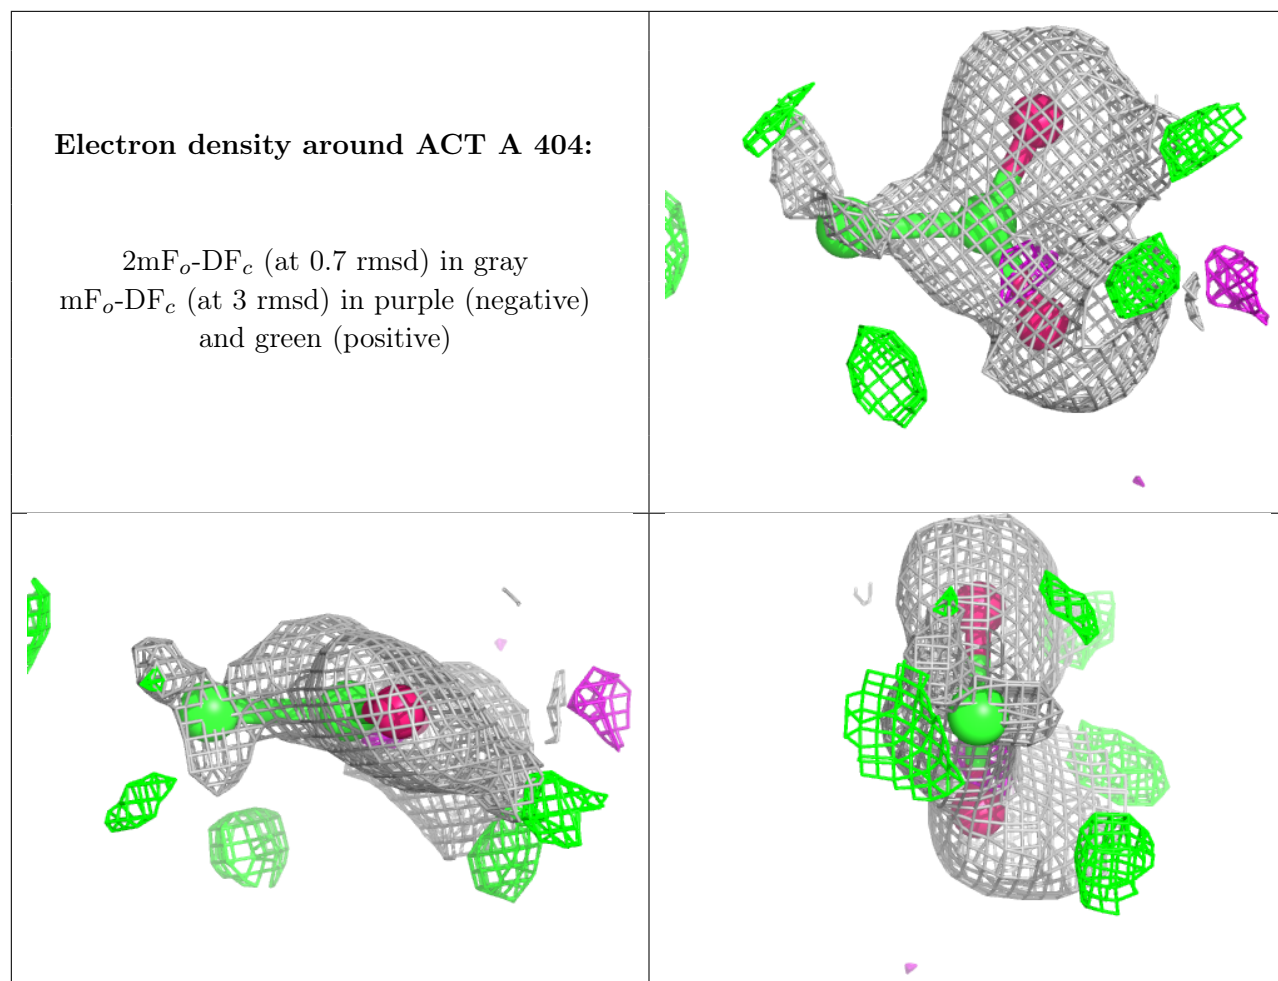 Electron density around ACT A 404:
2mFo-DFc (at 0.7 rmsd) in gray
mFo-DFc (at 3 rmsd) in purple (negative)
and green (positive)